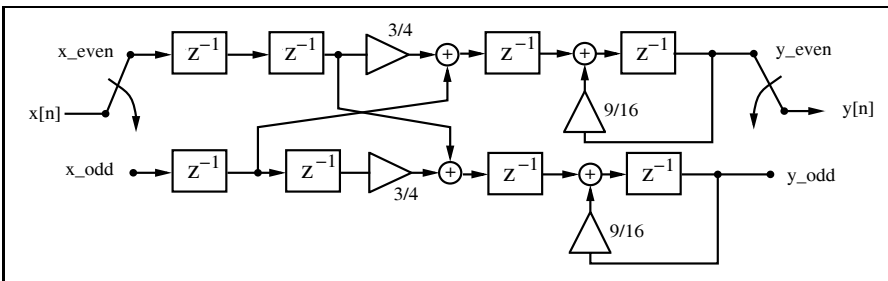 3/4
x_even
z⁻¹
z⁻¹
+
z⁻¹
+
z⁻¹
y_even
x[n]
9/16
y[n]
x_odd
z⁻¹
z⁻¹
3/4
+
z⁻¹
+
z⁻¹
y_odd
9/16